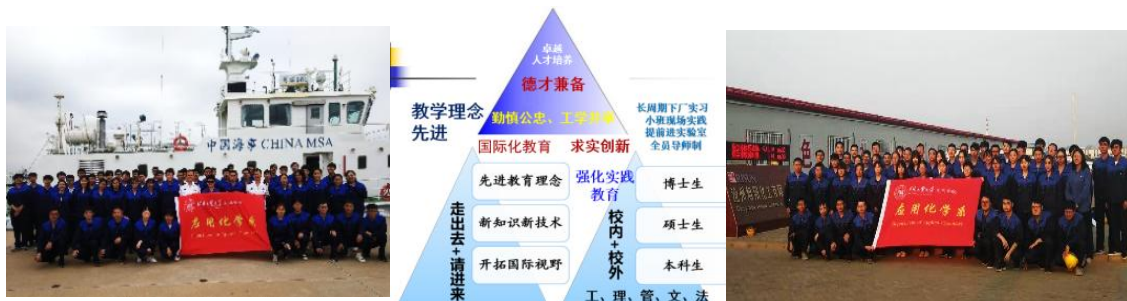 中国海事 CHINA MSA
应用化学系
卓越
人才培养
德才兼备
勤慎公忠、工学并举
教学理念
先进
长周期下厂实习
小班现场实践
提前进实验室
全员导师制
国际化教育
求实创新
先进教育理念
新知识新技术
开拓国际视野
走出去+请进来
强化实践
教育
校内+校外
博士生
硕士生
本科生
工、理、管、文、法
应用化学系